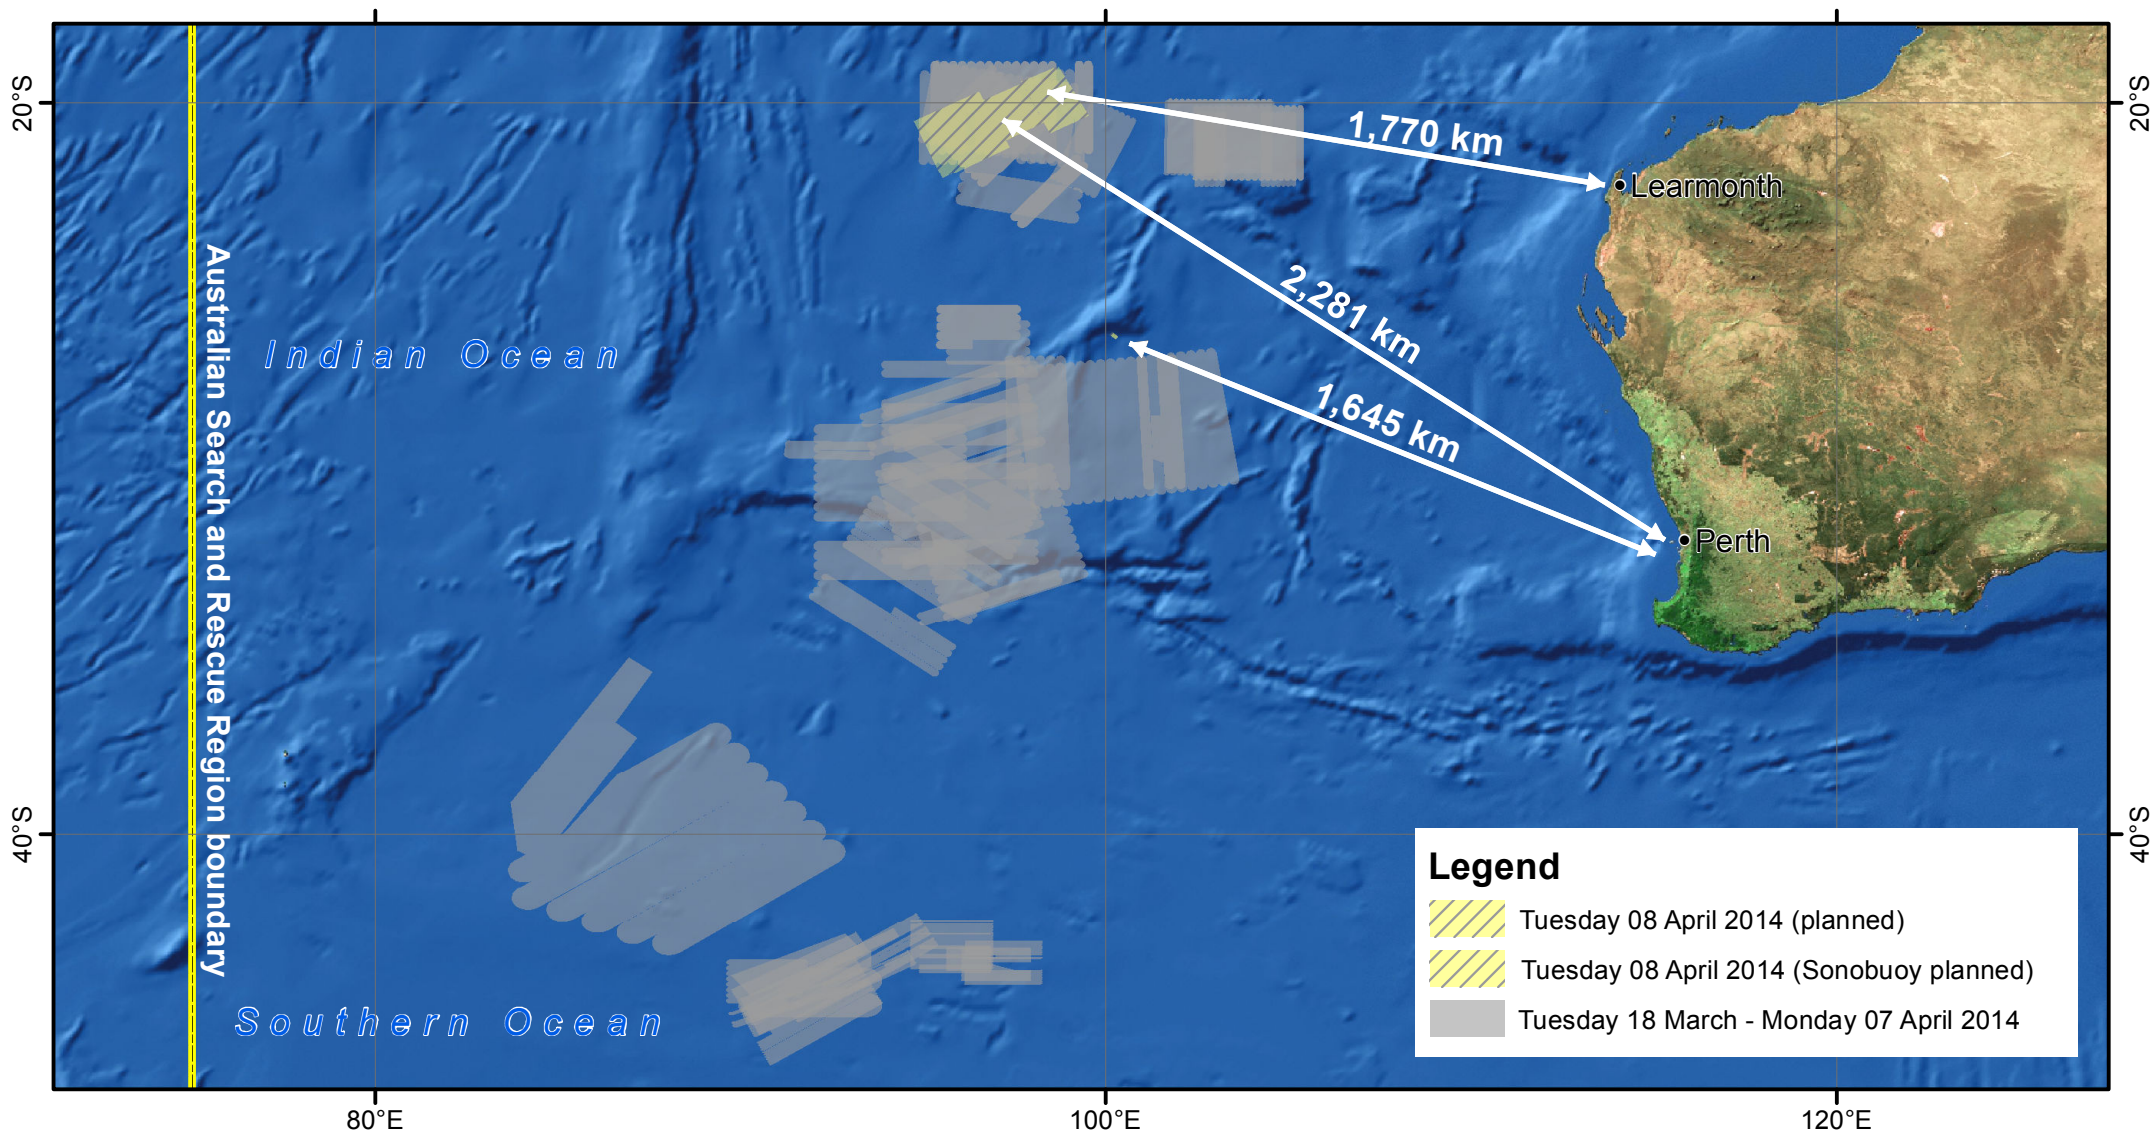 20°S
20°S
1,770 km
Learmonth
2,281 km
Australian Search and Rescue Region boundary
Indian Ocean
1,645 km
Perth
40°S
40°S
Legend
Tuesday 08 April 2014 (planned)
Tuesday 08 April 2014 (Sonobuoy planned)
Tuesday 18 March - Monday 07 April 2014
Southern Ocean
80°E
100°E
120°E